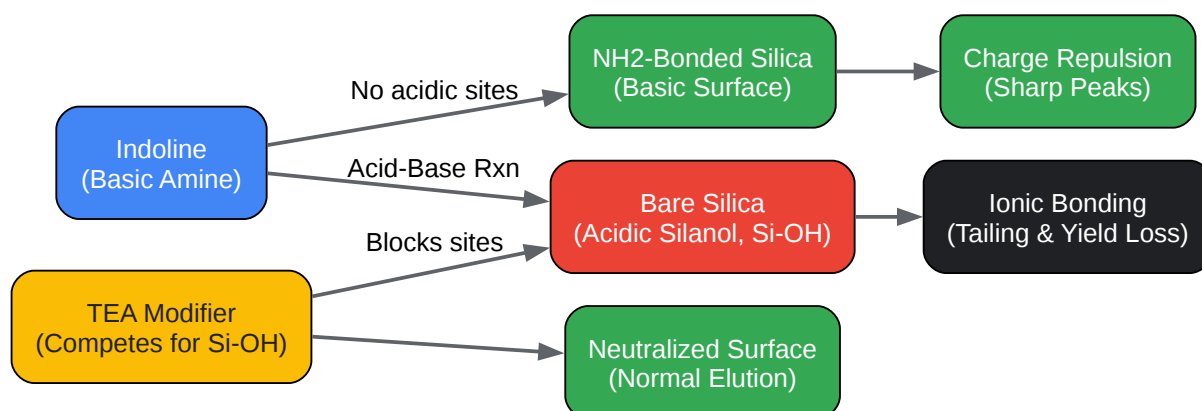 NH2-Bonded Silica
(Basic Surface)
Charge Repulsion
(Sharp Peaks)
No acidic sites
Indoline
(Basic Amine)
Acid-Base Rxn
Bare Silica
(Acidic Silanol, Si-OH)
Ionic Bonding
(Tailing & Yield Loss)
Blocks sites
TEA Modifier
(Competes for Si-OH)
Neutralized Surface
(Normal Elution)